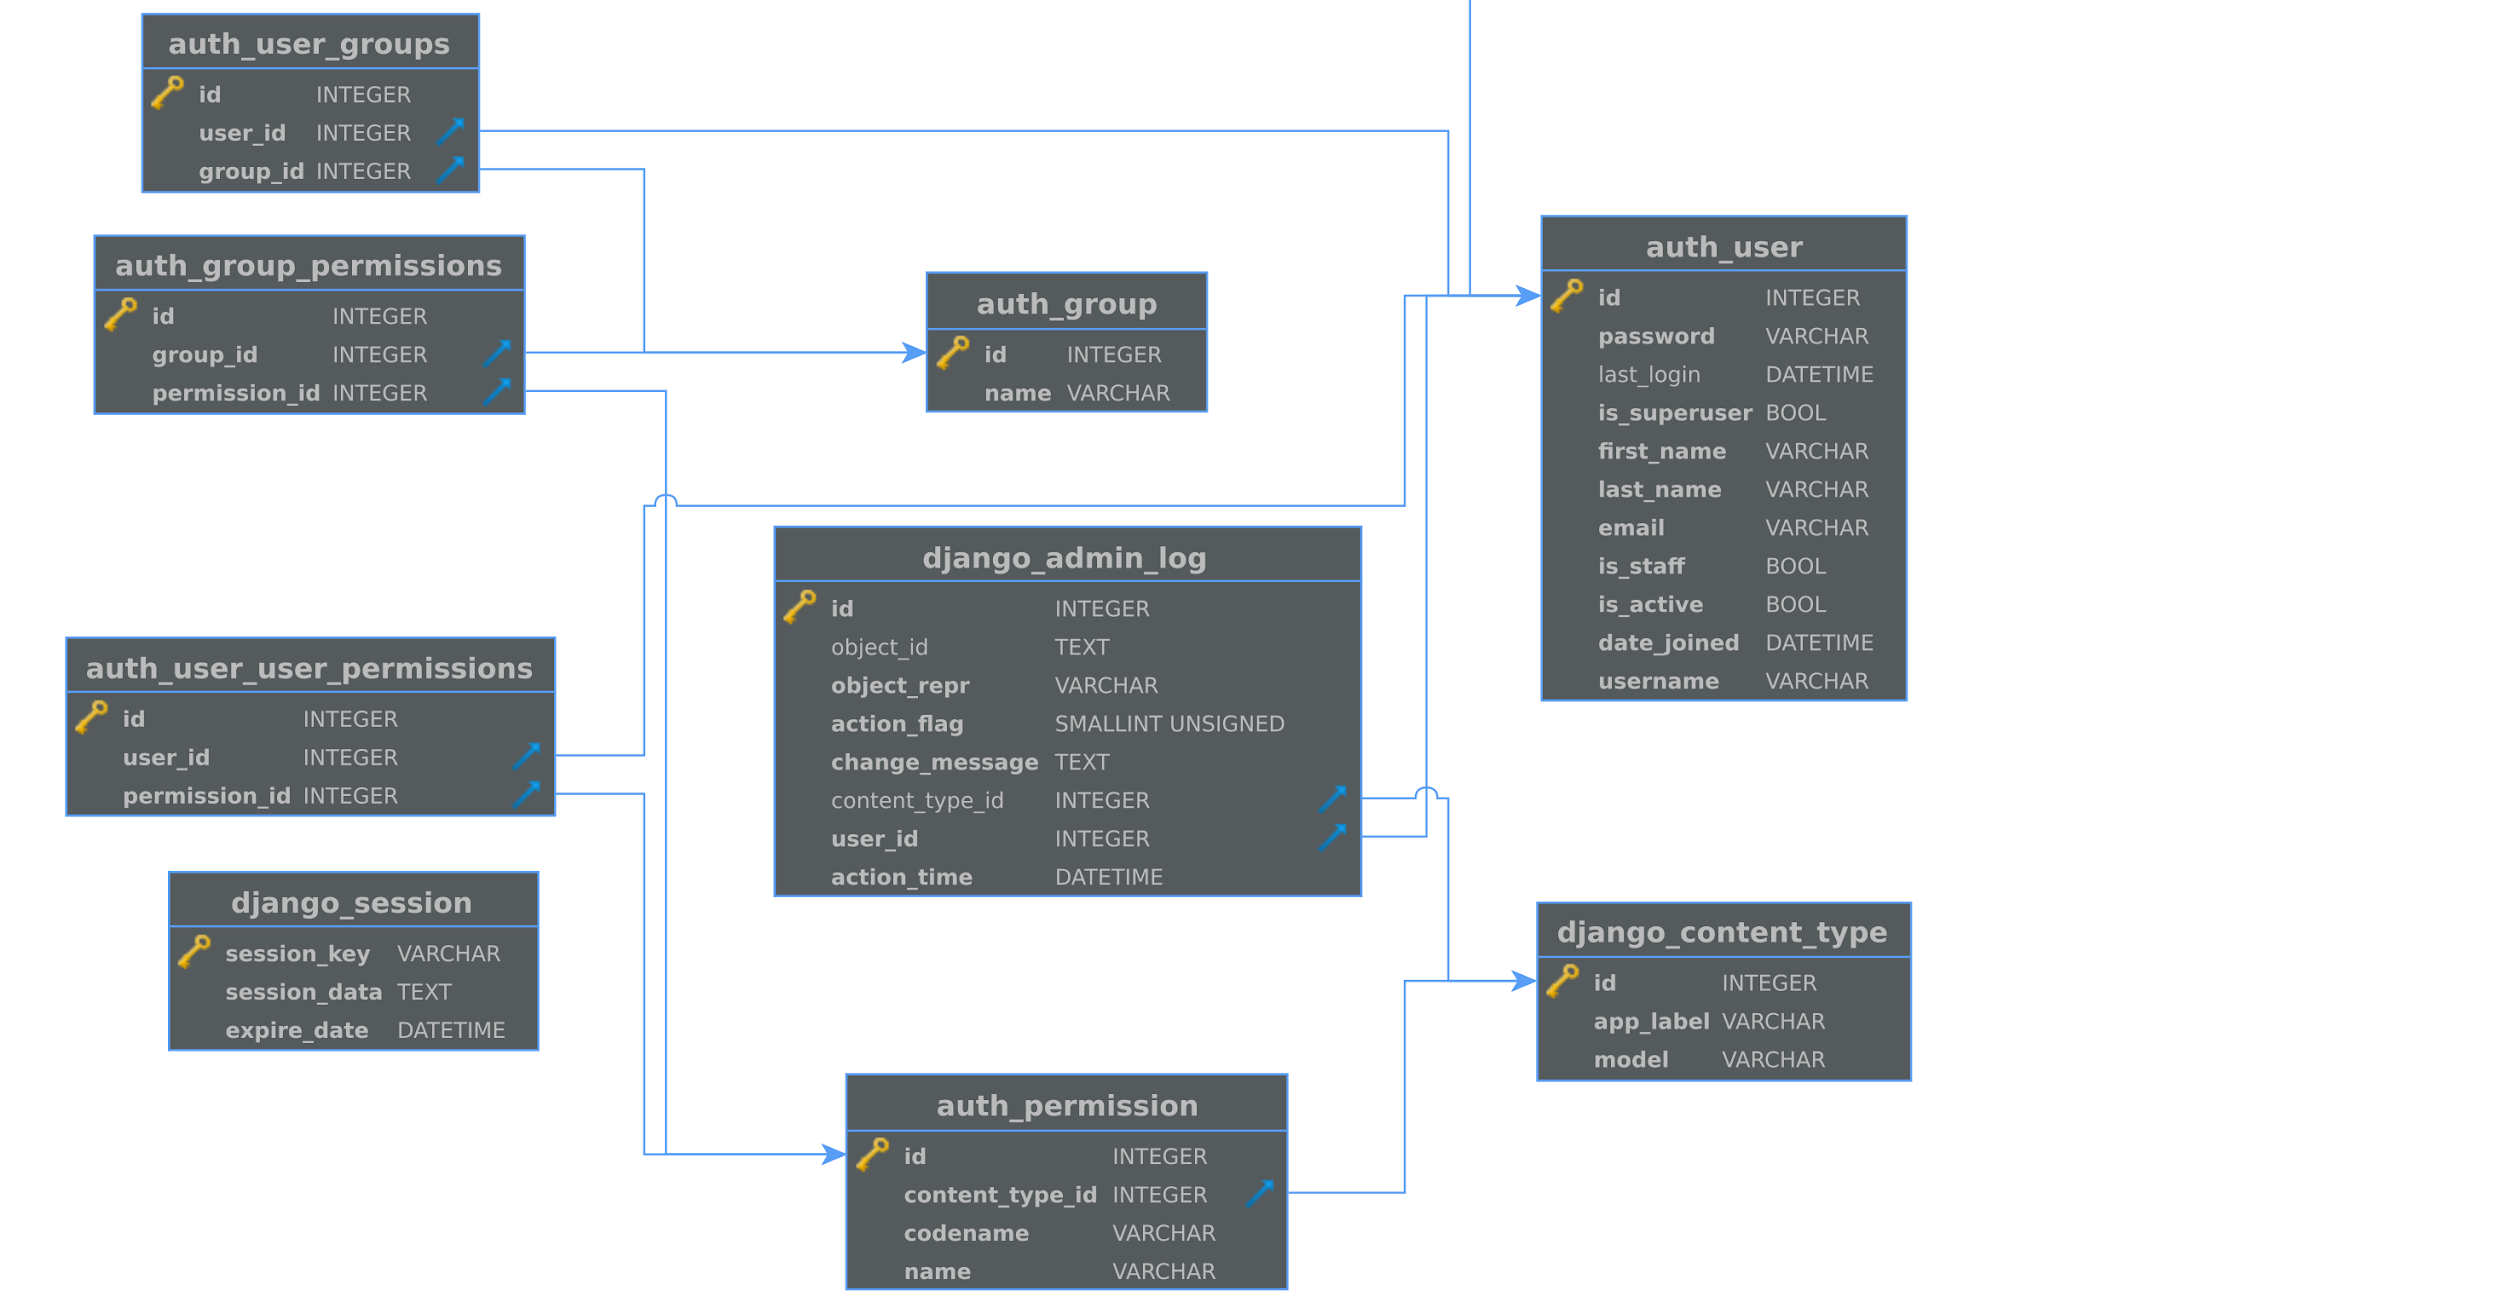 auth_user_groups
id INTEGER
user_id INTEGER
group_id INTEGER
auth_group_permissions
id INTEGER
group_id INTEGER
permission_id INTEGER
auth_group
id INTEGER
name VARCHAR
auth_user
id INTEGER
password VARCHAR
last_login DATETIME
is_superuser BOOL
first_name VARCHAR
last_name VARCHAR
email VARCHAR
is_staff BOOL
is_active BOOL
date_joined DATETIME
username VARCHAR
django_admin_log
id INTEGER
object_id TEXT
object_repr VARCHAR
action_flag SMALLINT UNSIGNED
change_message TEXT
content_type_id INTEGER
user_id INTEGER
action_time DATETIME
auth_user_user_permissions
id INTEGER
user_id INTEGER
permission_id INTEGER
django_session
session_key VARCHAR
session_data TEXT
expire_date DATETIME
django_content_type
id INTEGER
app_label VARCHAR
model VARCHAR
auth_permission
id INTEGER
content_type_id INTEGER
codename VARCHAR
name VARCHAR